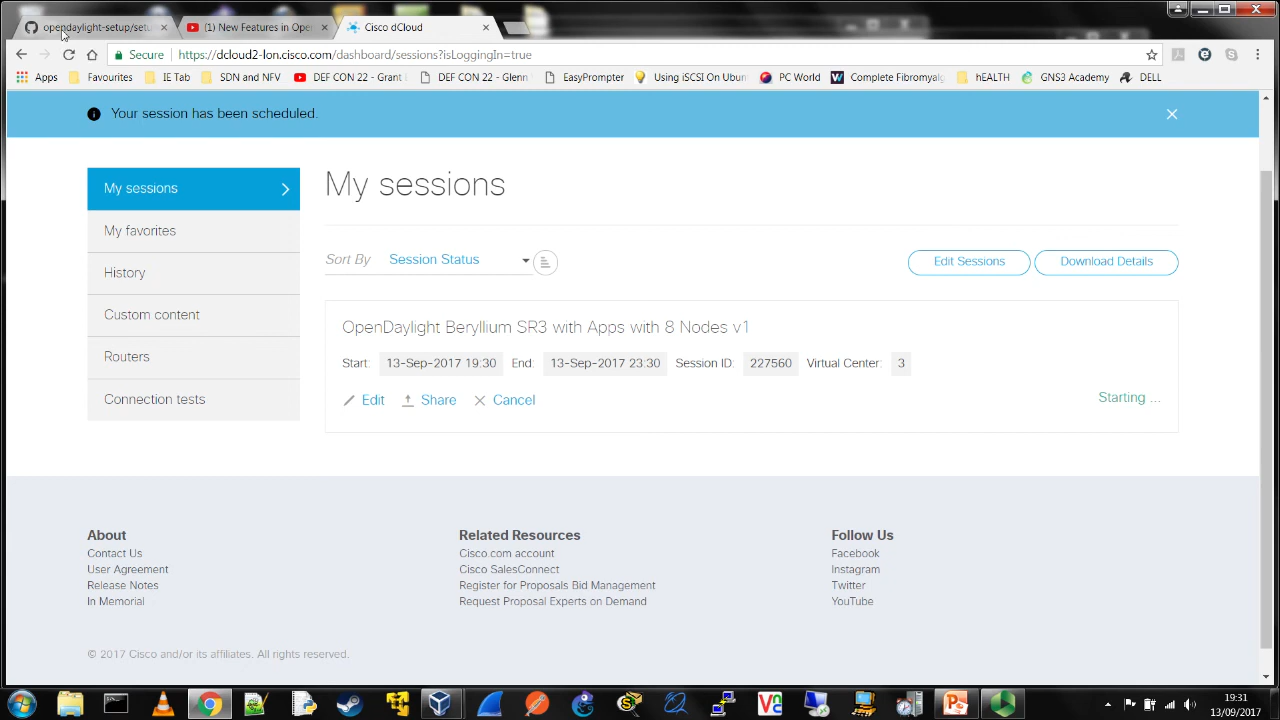 opendaylight-setup/setu
(1) New Features in Ope
Cisco dCloud
Secure
https://dcloud2-lon.cisco.com/dashboard/sessions?isLoggingIn=true
Apps
Favourites
IE Tab
SDN and NFV
DEF CON 22 - Grant
DEF CON 22 - Glenn
EasyPrompter
Using iSCSI On Ubun
PC World
Complete Fibromyalg
hEALTH
GNS3 Academy
DELL
Your session has been scheduled.
My sessions
My favorites
History
Custom content
Routers
Connection tests
My sessions
Sort By Session Status
Edit Sessions
Download Details
OpenDaylight Beryllium SR3 with Apps with 8 Nodes v1
Start: 13-Sep-2017 19:30 End: 13-Sep-2017 23:30 Session ID: 227560 Virtual Center: 3
Edit Share Cancel
Starting ...
About
Contact Us
User Agreement
Release Notes
In Memorial
Related Resources
Cisco.com account
Cisco SalesConnect
Register for Proposals Bid Management
Request Proposal Experts on Demand
Follow Us
Facebook
Instagram
Twitter
YouTube
© 2017 Cisco and/or its affiliates. All rights reserved.
19:31
13/09/2017